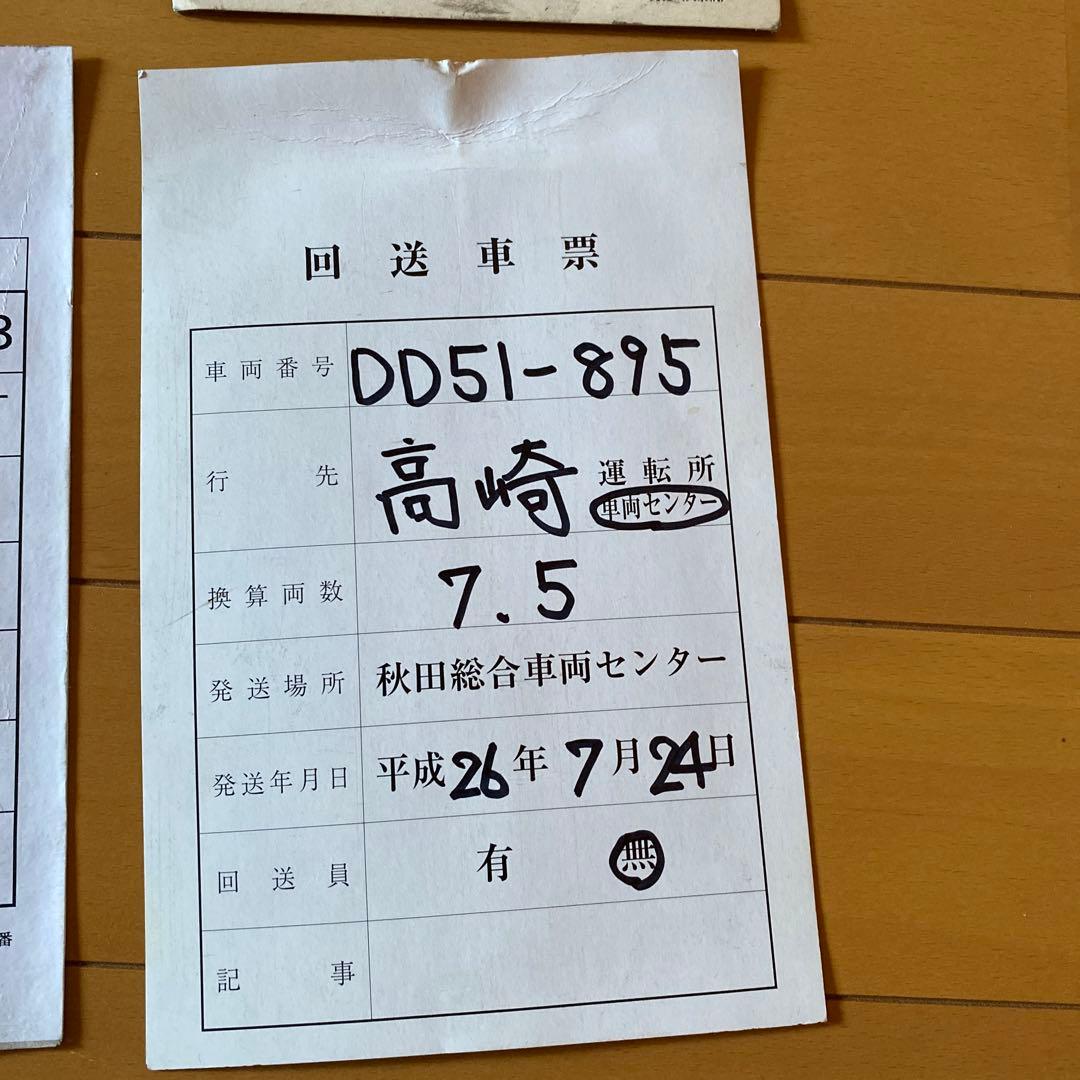 回送車票
車両番号 DD51-895
行先 高崎 運転所
車両センター
換算両数 7.5
発送場所 秋田総合車両センター
発送年月日 平成26年7月24日
回送員 有 無
記事
3
番